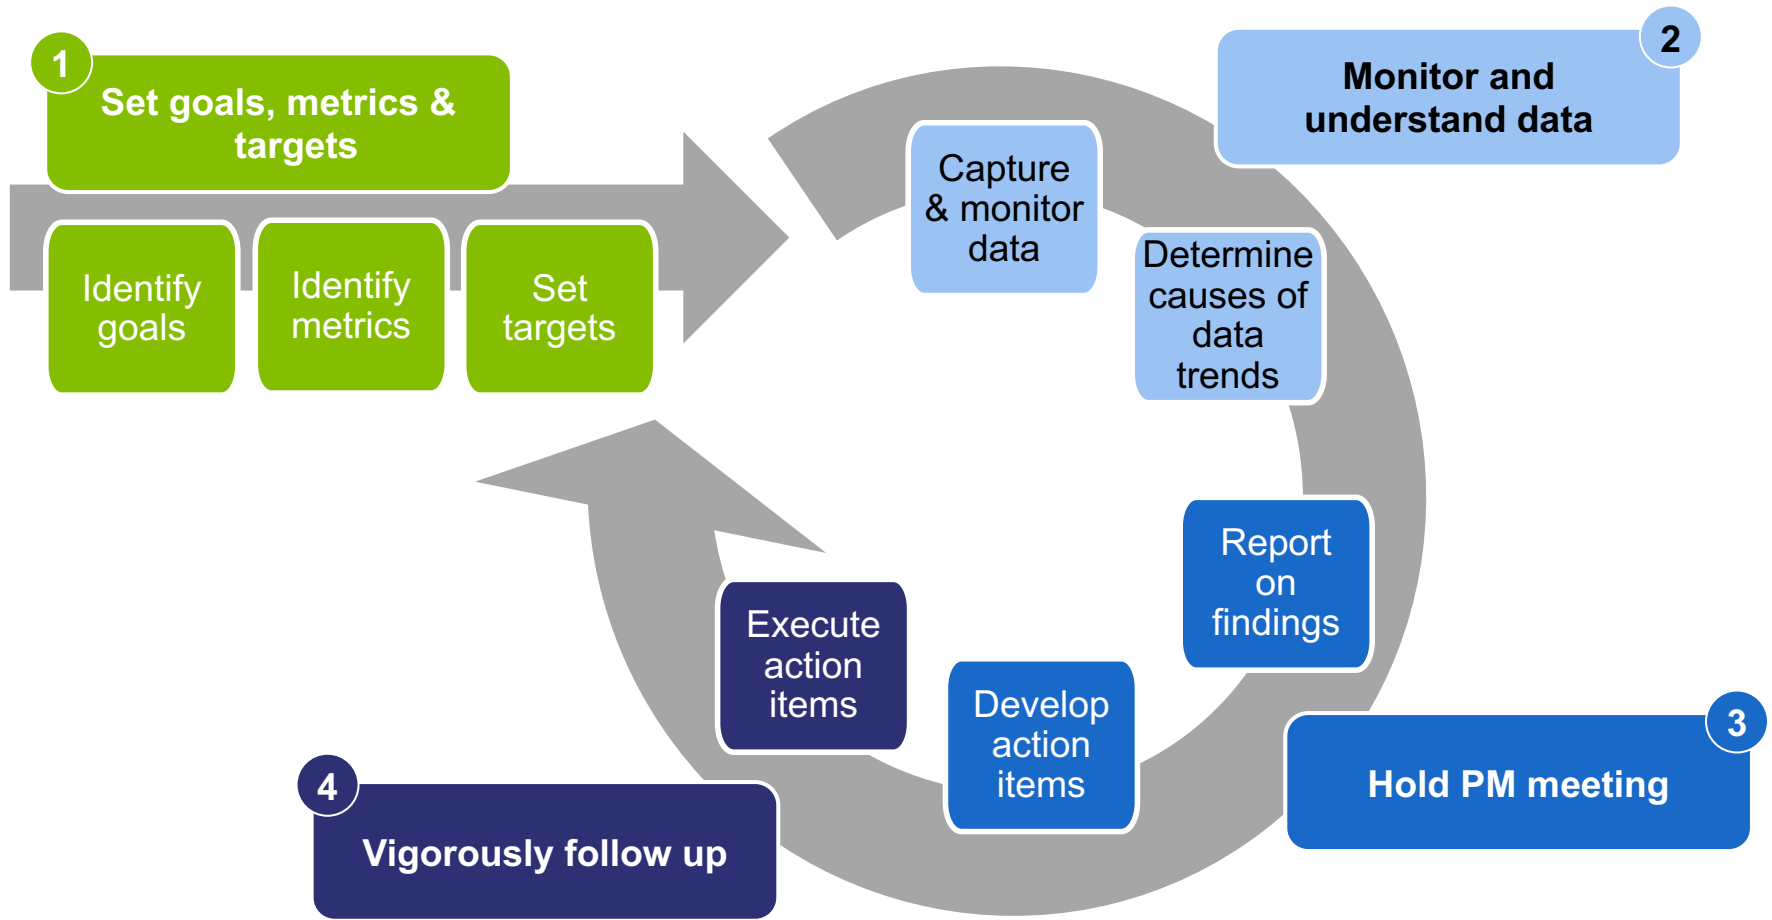 1
Set goals, metrics &
targets
Identify
goals
Identify
metrics
Set
targets
2
Monitor and
understand data
Capture
& monitor
data
Determine
causes of
data
trends
3
Hold PM meeting
Report
on
findings
Develop
action
items
4
Vigorously follow up
Execute
action
items